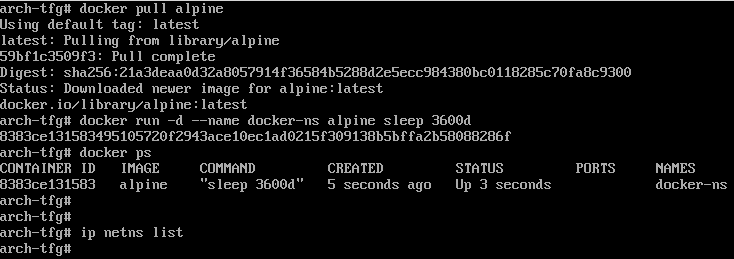 arch-tfg# docker pull alpine
Using default tag: latest
latest: Pulling from library/alpine
59bf1c3509f3: Pull complete
Digest: sha256:21a3deaa0d32a8057914f36584b5288d2e5ecc984380bc0118285c70fa8c9300
Status: Downloaded newer image for alpine:latest
docker.io/library/alpine:latest
arch-tfg# docker run -d --name docker-ns alpine sleep 3600d
8383ce131583495105720f2943ace10ec1ad0215f309138b5bffa2b58088286f
arch-tfg# docker ps
CONTAINER ID   IMAGE     COMMAND         CREATED         STATUS         PORTS     NAMES
8383ce131583   alpine    "sleep 3600d"   5 seconds ago   Up 3 seconds             docker-ns
arch-tfg#
arch-tfg#
arch-tfg# ip netns list
arch-tfg#